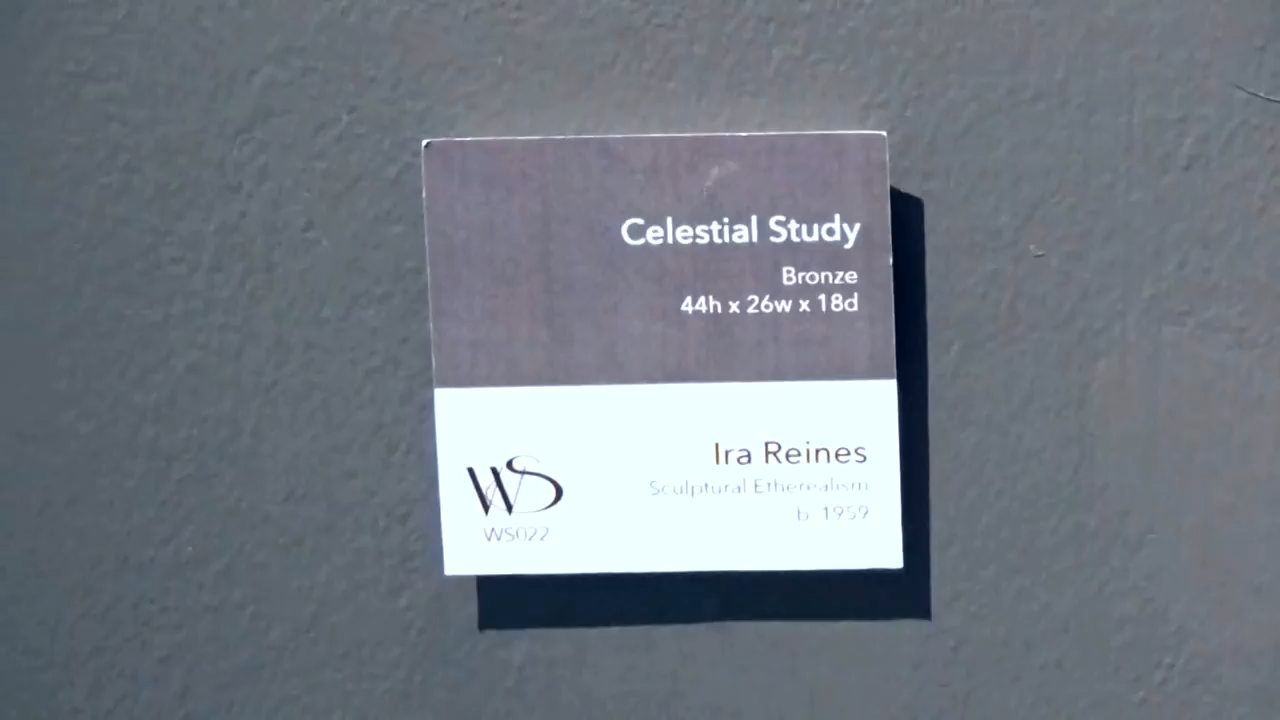 Celestial Study
Bronze
44h x 26w x 18d
Ira Reines
Sculptural Etherealism
b. 1959
WS
WS022